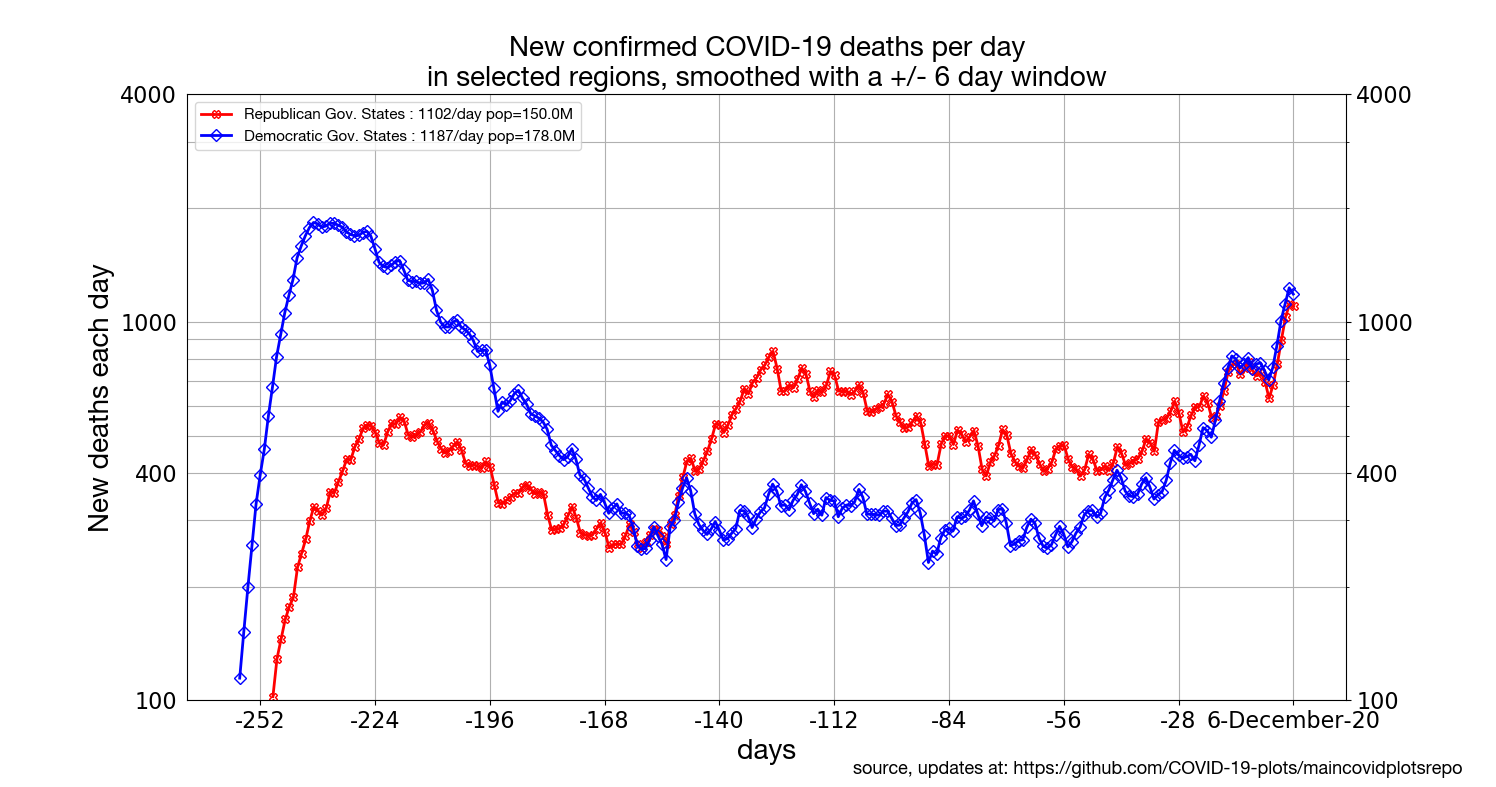 New confirmed COVID-19 deaths per day
in selected regions, smoothed with a +/- 6 day window
4000
4000
Republican Gov. States : 1102/day pop=150.0M
Democratic Gov. States : 1187/day pop=178.0M
New deaths each day
1000
1000
400
400
100
100
-252 -224 -196 -168 -140 -112 -84 -56 -28 6-December-20
days
source, updates at: https://github.com/COVID-19-plots/maincovidplotsrepo